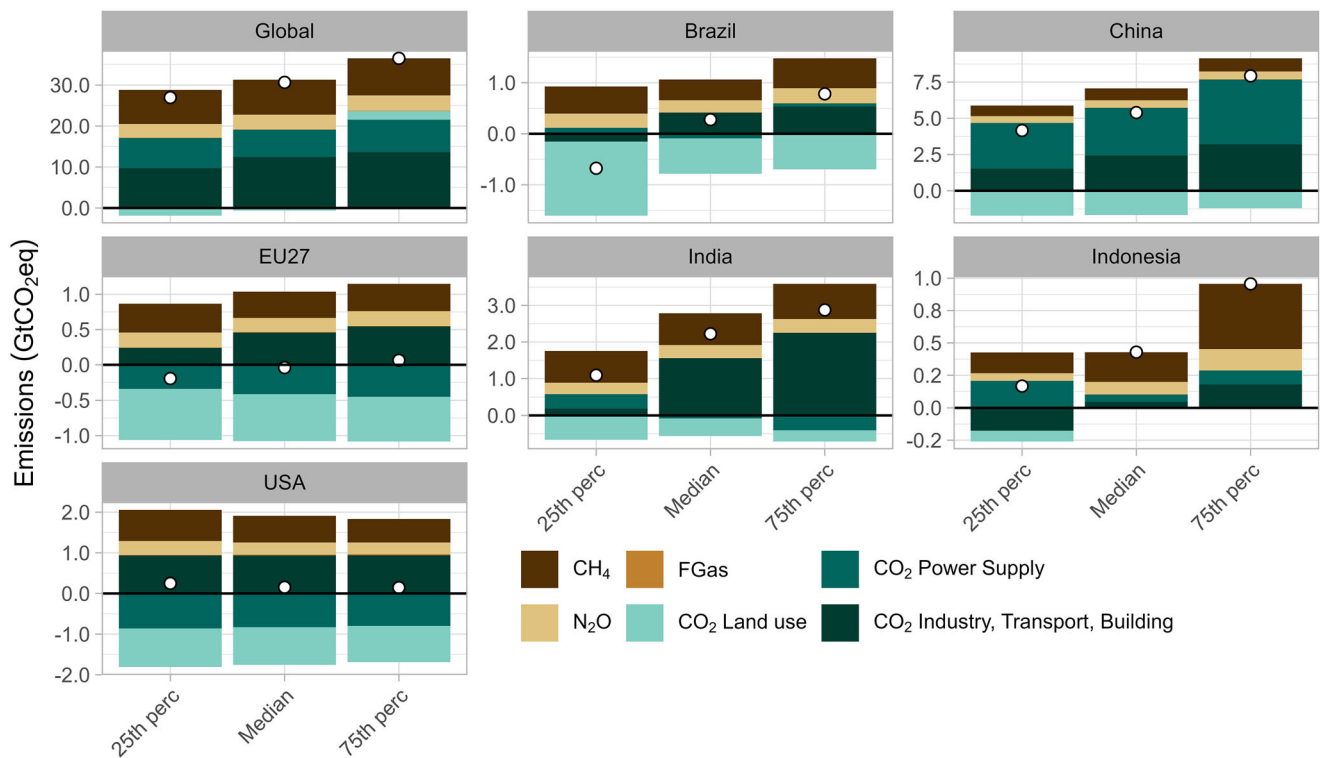 Emissions (GtCO₂eq)
Global
30.0
20.0
10.0
0.0
Brazil
1.0
0.0
-1.0
China
7.5
5.0
2.5
0.0
EU27
1.0
0.5
0.0
-0.5
-1.0
India
3.0
2.0
1.0
0.0
25th perc
Median
75th perc
Indonesia
1.0
0.8
0.5
0.2
0.0
-0.2
25th perc
Median
75th perc
USA
2.0
1.0
0.0
-1.0
-2.0
25th perc
Median
75th perc
CH₄ FGas CO₂ Power Supply
N₂O CO₂ Land use CO₂ Industry, Transport, Building